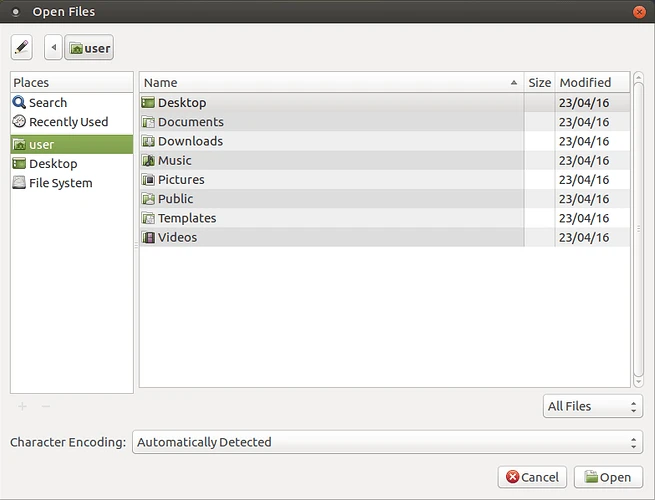 Open Files
user
Places
Search
Recently Used
user
Desktop
File System
Name Size Modified
Desktop 23/04/16
Documents 23/04/16
Downloads 23/04/16
Music 23/04/16
Pictures 23/04/16
Public 23/04/16
Templates 23/04/16
Videos 23/04/16
All Files
Character Encoding: Automatically Detected
Cancel Open